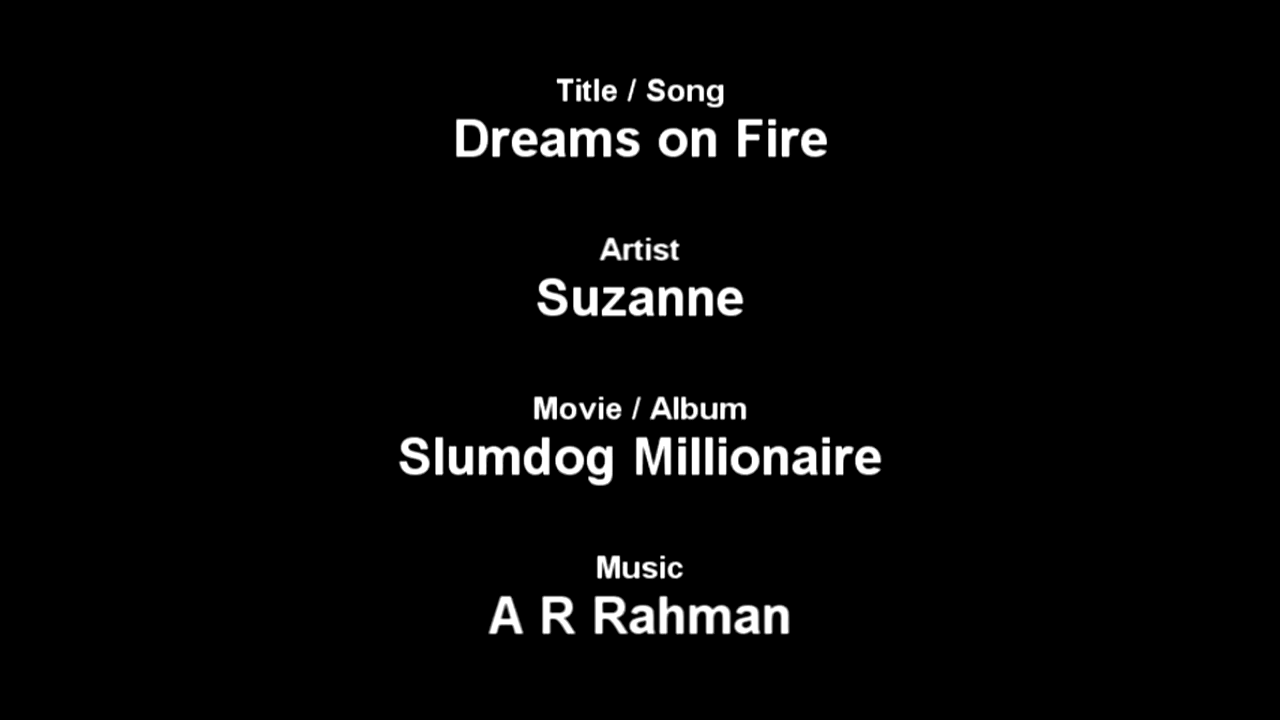 Title / Song
Dreams on Fire
Artist
Suzanne
Movie / Album
Slumdog Millionaire
Music
A R Rahman